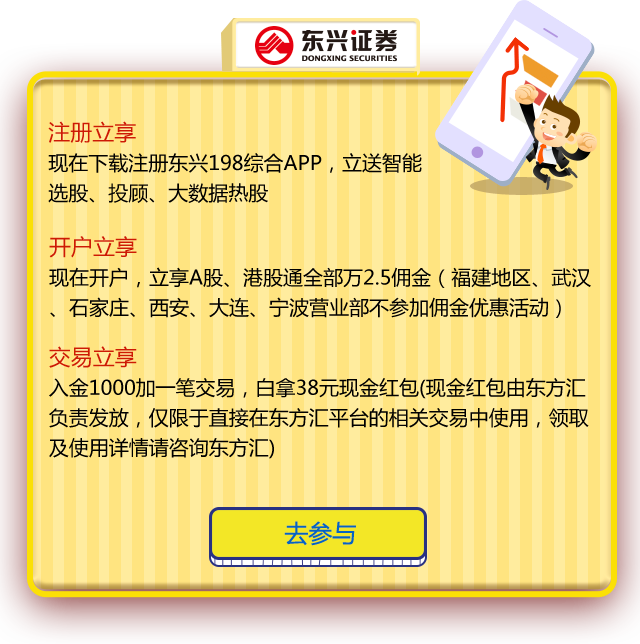 东兴证券
DONGXING SECURITIES
注册立享
现在下载注册东兴198综合APP，立送智能
选股、投顾、大数据热股
开户立享
现在开户，立享A股、港股通全部万2.5佣金（福建地区、武汉
、石家庄、西安、大连、宁波营业部不参加佣金优惠活动）
交易立享
入金1000加一笔交易，白拿38元现金红包(现金红包由东方汇
负责发放，仅限于直接在东方汇平台的相关交易中使用，领取
及使用详情请咨询东方汇)
去参与